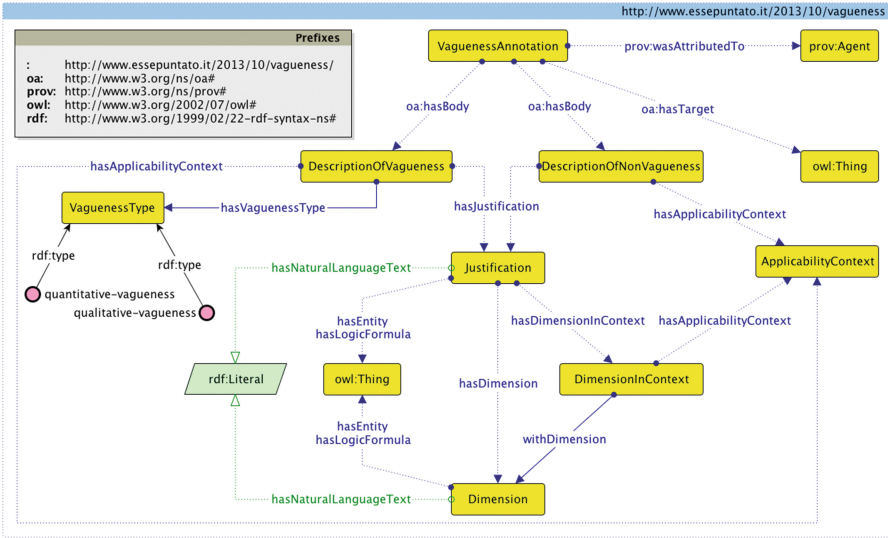 http://www.essepuntato.it/2013/10/vagueness
Prefixes
: http://www.essepuntato.it/2013/10/vagueness/
oa: http://www.w3.org/ns/oa#
prov: http://www.w3.org/ns/prov#
owl: http://www.w3.org/2002/07/owl#
rdf: http://www.w3.org/1999/02/22-rdf-syntax-ns#
VaguenessAnnotation
prov:wasAttributedTo
prov:Agent
oa:hasBody
oa:hasBody
oa:hasTarget
hasApplicabilityContext
DescriptionOfVagueness
DescriptionOfNonVagueness
owl:Thing
VaguenessType
hasVaguenessType
hasJustification
hasApplicabilityContext
rdf:type
rdf:type
hasNaturalLanguageText
Justification
ApplicabilityContext
quantitative-vagueness
qualitative-vagueness
hasEntity
hasLogicFormula
hasDimensionInContext
hasApplicabilityContext
rdf:Literal
owl:Thing
hasDimension
DimensionInContext
hasEntity
hasLogicFormula
withDimension
hasNaturalLanguageText
Dimension